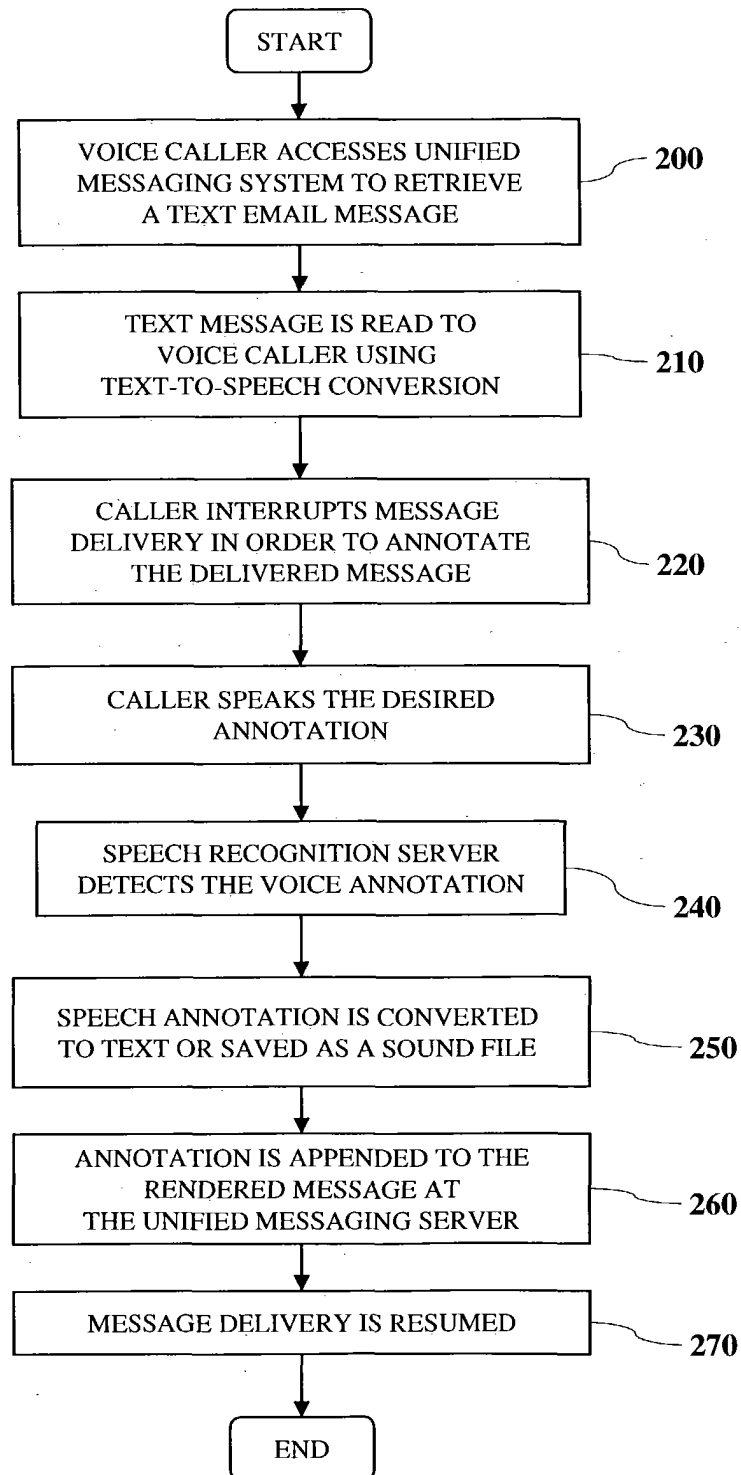 START
VOICE CALLER ACCESSES UNIFIED
MESSAGING SYSTEM TO RETRIEVE
A TEXT EMAIL MESSAGE
200
TEXT MESSAGE IS READ TO
VOICE CALLER USING
TEXT-TO-SPEECH CONVERSION
210
CALLER INTERRUPTS MESSAGE
DELIVERY IN ORDER TO ANNOTATE
THE DELIVERED MESSAGE
220
CALLER SPEAKS THE DESIRED
ANNOTATION
230
SPEECH RECOGNITION SERVER
DETECTS THE VOICE ANNOTATION
240
SPEECH ANNOTATION IS CONVERTED
TO TEXT OR SAVED AS A SOUND FILE
250
ANNOTATION IS APPENDED TO THE
RENDERED MESSAGE AT
THE UNIFIED MESSAGING SERVER
260
MESSAGE DELIVERY IS RESUMED
270
END